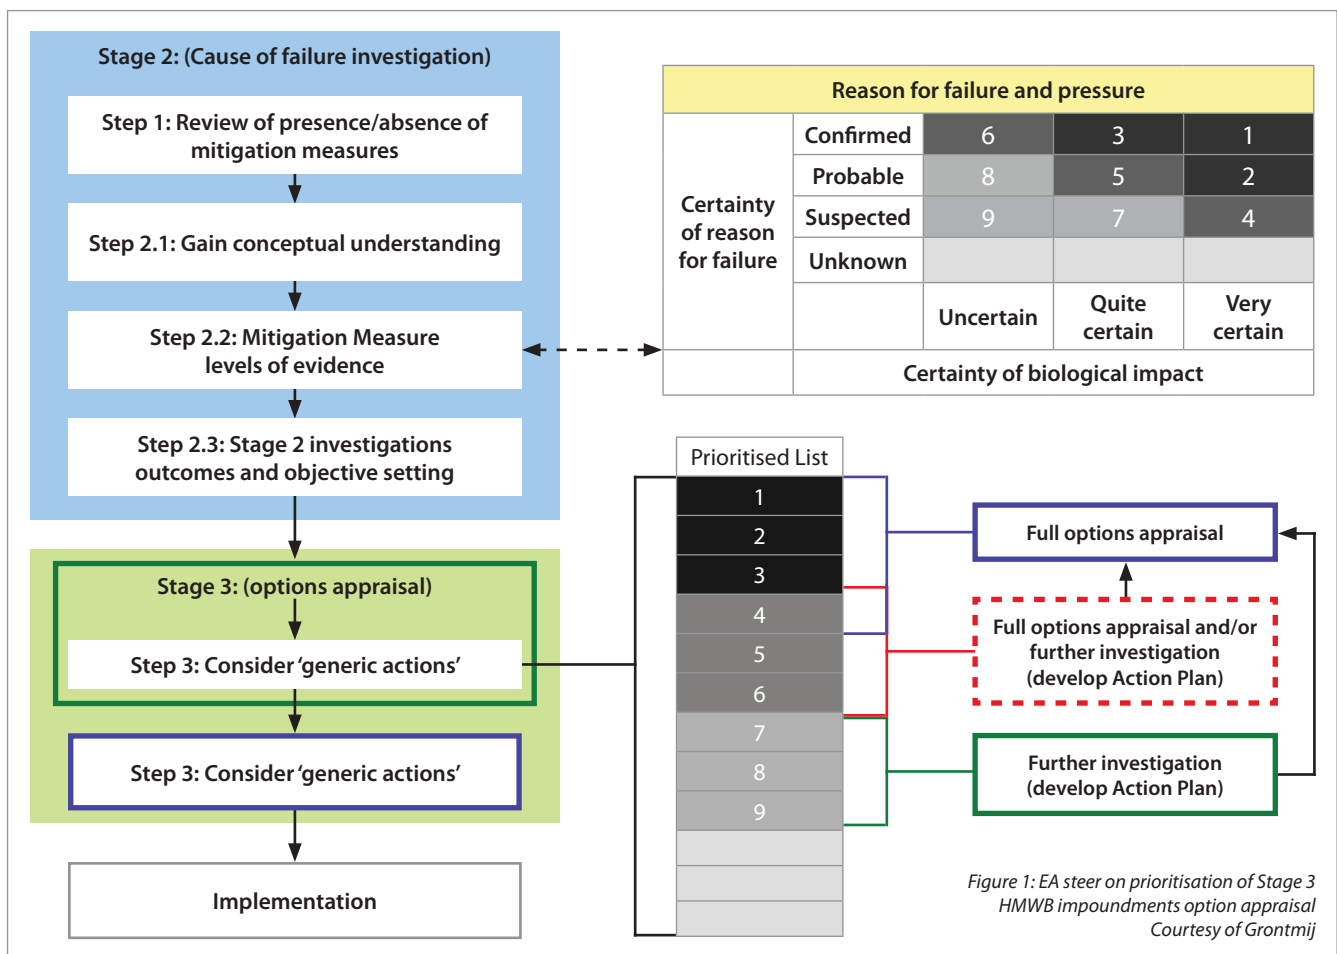 Stage 2: (Cause of failure investigation)
Step 1: Review of presence/absence of
mitigation measures
Step 2.1: Gain conceptual understanding
Step 2.2: Mitigation Measure
levels of evidence
Step 2.3: Stage 2 investigations
outcomes and objective setting
Stage 3: (options appraisal)
Step 3: Consider ‘generic actions’
Step 3: Consider ‘generic actions’
Implementation
Reason for failure and pressure
Certainty
of reason
for failure
Confirmed 6 3 1
Probable 8 5 2
Suspected 9 7 4
Unknown
Uncertain
Quite
certain
Very
certain
Certainty of biological impact
Prioritised List
1
2
3
4
5
6
7
8
9
Full options appraisal
Full options appraisal and/or
further investigation
(develop Action Plan)
Further investigation
(develop Action Plan)
Figure 1: EA steer on prioritisation of Stage 3
HMWB impoundments option appraisal
Courtesy of Grontmij